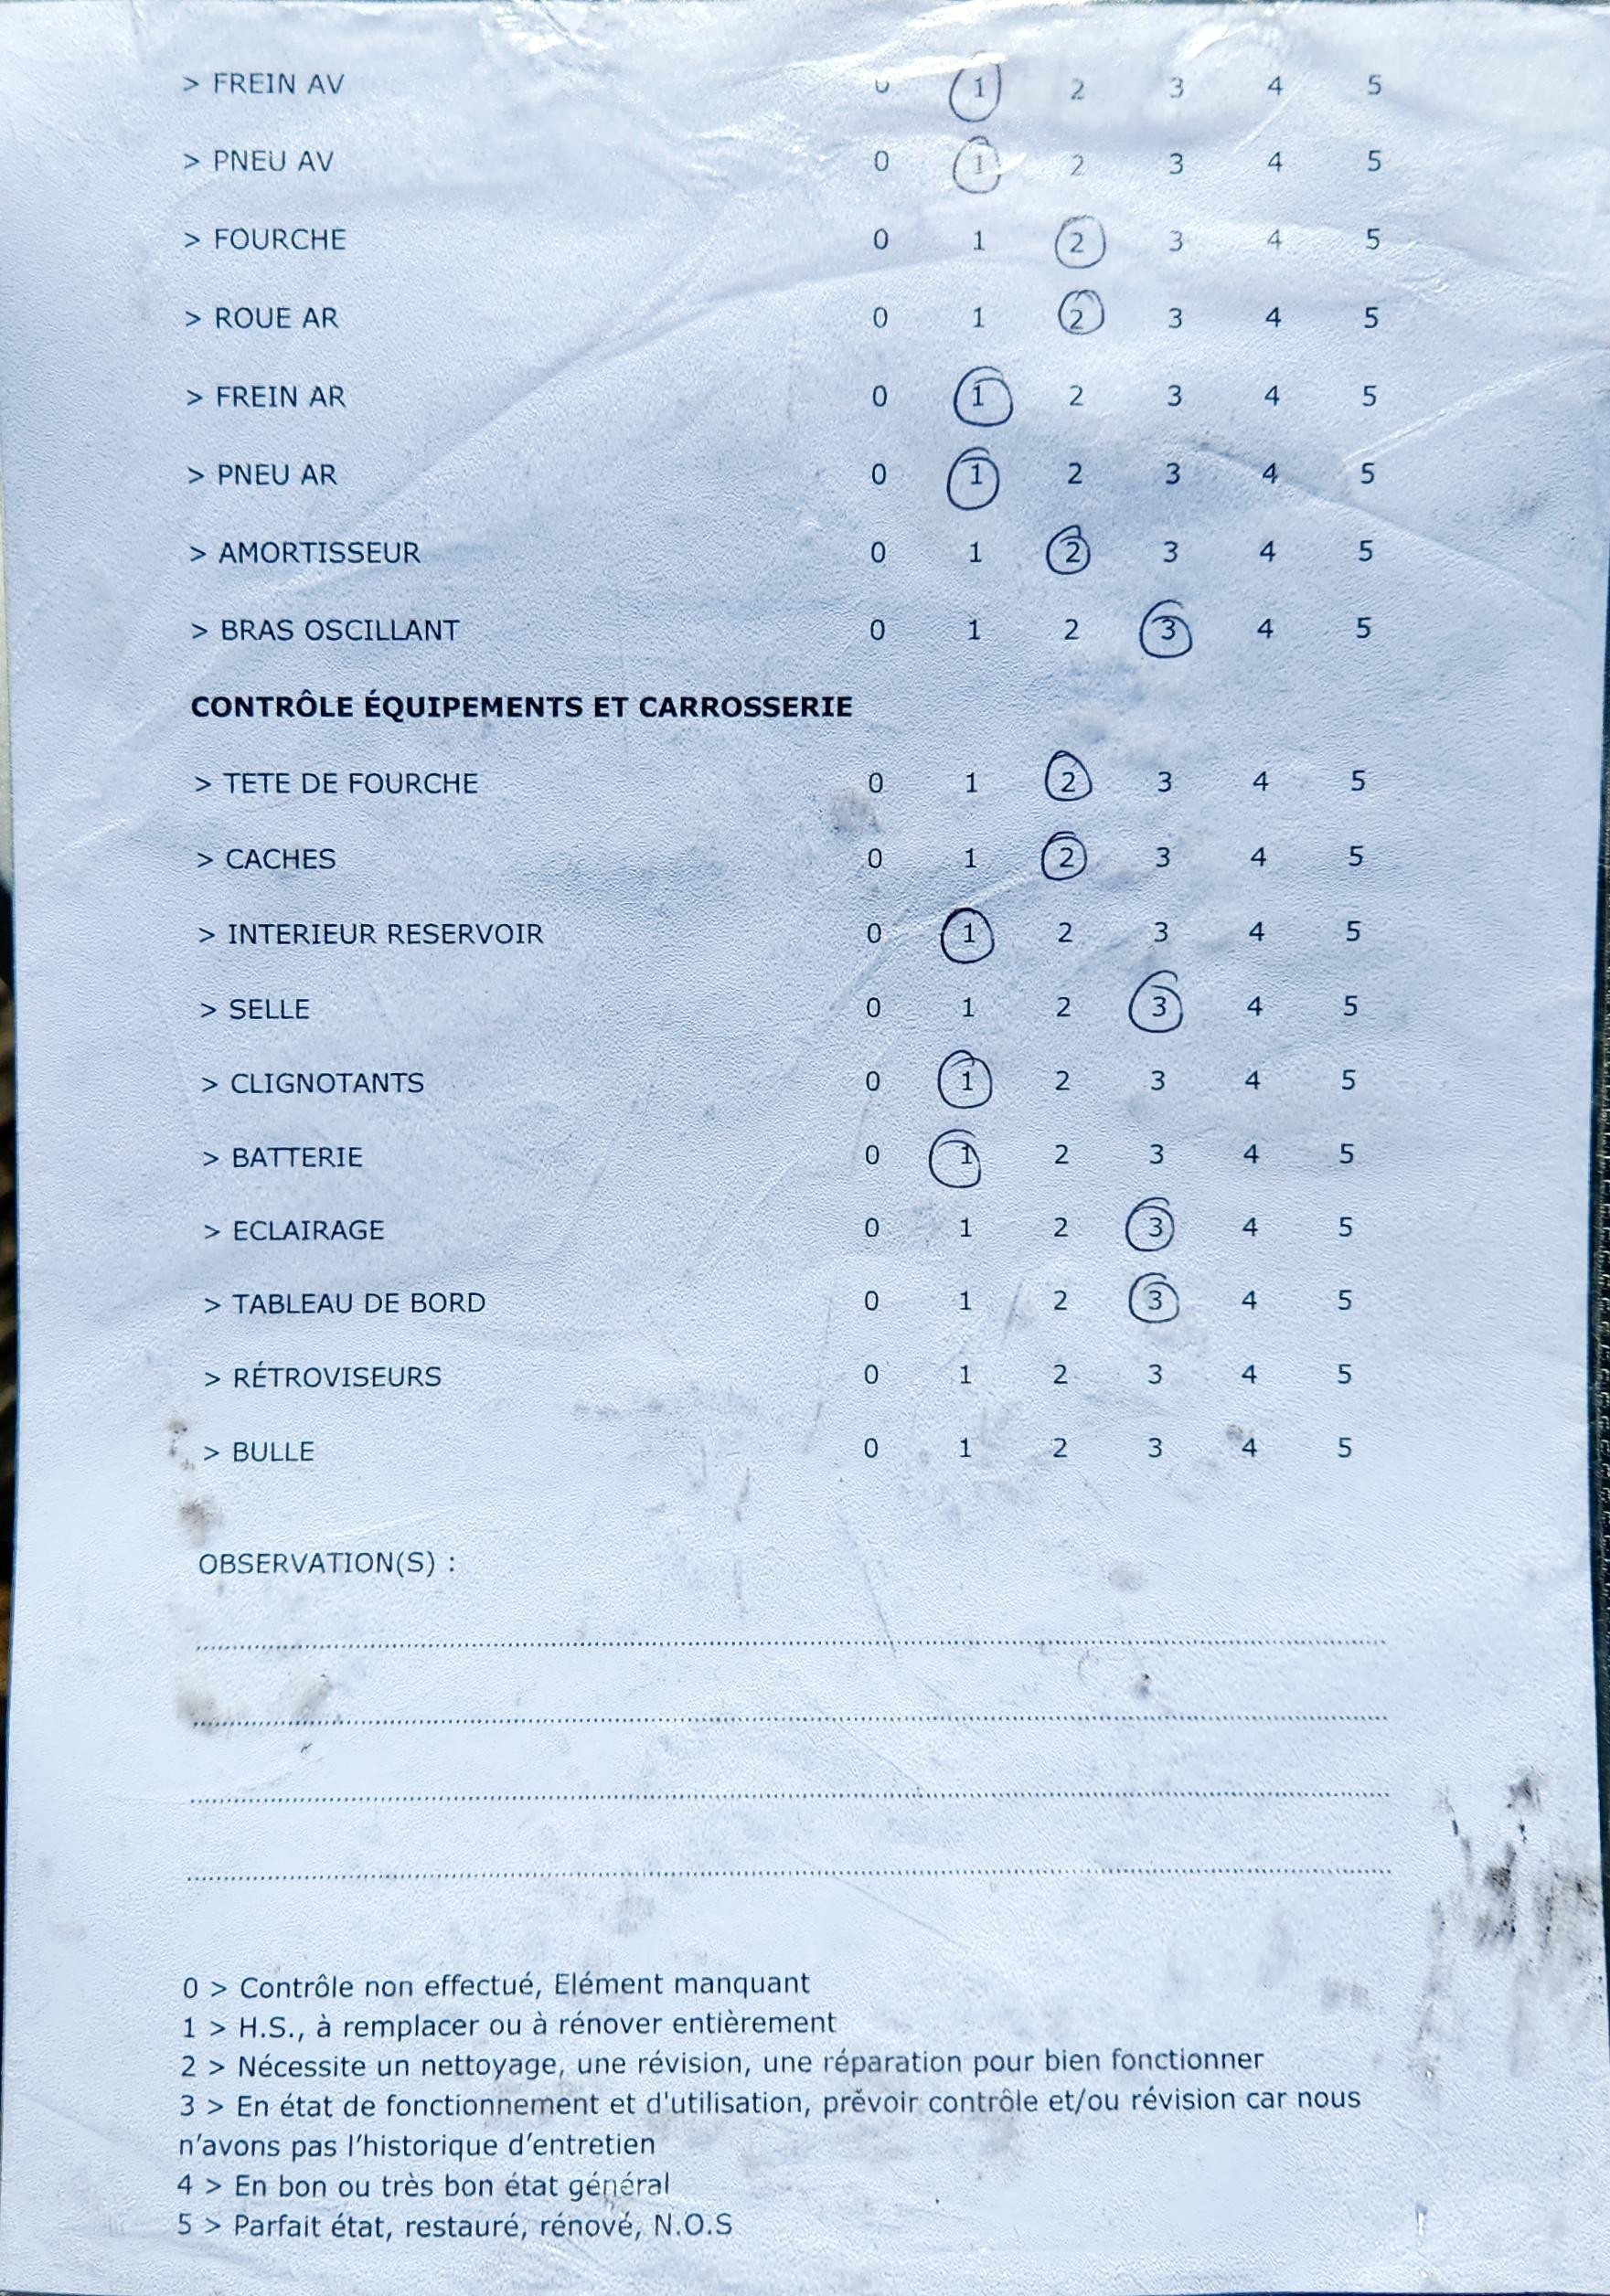 > FREIN AV 0 1 2 3 4 5
> PNEU AV 0 1 2 3 4 5
> FOURCHE 0 1 2 3 4 5
> ROUE AR 0 1 2 3 4 5
> FREIN AR 0 1 2 3 4 5
> PNEU AR 0 1 2 3 4 5
> AMORTISSEUR 0 1 2 3 4 5
> BRAS OSCILLANT 0 1 2 3 4 5
CONTRÔLE ÉQUIPEMENTS ET CARROSSERIE
> TETE DE FOURCHE 0 1 2 3 4 5
> CACHES 0 1 2 3 4 5
> INTERIEUR RESERVOIR 0 1 2 3 4 5
> SELLE 0 1 2 3 4 5
> CLIGNOTANTS 0 1 2 3 4 5
> BATTERIE 0 1 2 3 4 5
> ECLAIRAGE 0 1 2 3 4 5
> TABLEAU DE BORD 0 1 2 3 4 5
> RÉTROVISEURS 0 1 2 3 4 5
> BULLE 0 1 2 3 4 5
OBSERVATION(S) :
0 > Contrôle non effectué, Elément manquant
1 > H.S., à remplacer ou à rénover entièrement
2 > Nécessite un nettoyage, une révision, une réparation pour bien fonctionner
3 > En état de fonctionnement et d'utilisation, prévoir contrôle et/ou révision car nous
n'avons pas l'historique d'entretien
4 > En bon ou très bon état général
5 > Parfait état, restauré, rénové, N.O.S